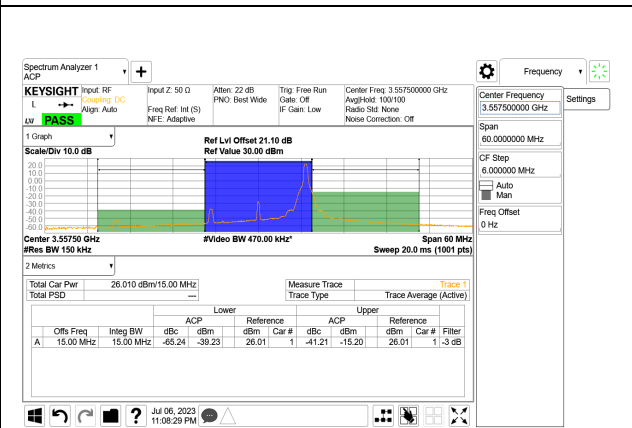 Spectrum Analyzer 1
ACP
Frequency
KEYSIGHT Input: RF
Coupling: DC
Align: Auto
Input Z: 50 Ω
Freq Ref: Int (S)
NFE: Adaptive
Atten: 22 dB
PNO: Best Wide
Trig: Free Run
Gate: Off
IF Gain: Low
Center Freq: 3.557500000 GHz
Avg|Hold: 100/100
Radio Std: None
Noise Correction: Off
L
LXI PASS
Center Frequency
3.557500000 GHz
Settings
Span
60.0000000 MHz
CF Step
6.000000 MHz
Auto
Man
Freq Offset
0 Hz
1 Graph
Scale/Div 10.0 dB
Ref Lvl Offset 21.10 dB
Ref Value 30.00 dBm
20.0
10.0
0.00
-10.0
-20.0
-30.0
-40.0
-50.0
-60.0
Center 3.55750 GHz
#Res BW 150 kHz
#Video BW 470.00 kHz*
Span 60 MHz
Sweep 20.0 ms (1001 pts)
2 Metrics
Total Car Pwr 26.010 dBm/15.00 MHz
Total PSD ---
Measure Trace Trace 1
Trace Type Trace Average (Active)
Lower Upper
ACP Reference ACP Reference
Offs Freq Integ BW dBc dBm dBm Car # dBc dBm dBm Car # Filter
A 15.00 MHz 15.00 MHz -65.24 -39.23 26.01 1 -41.21 -15.20 26.01 1 -3 dB
Jul 06, 2023
11:08:29 PM